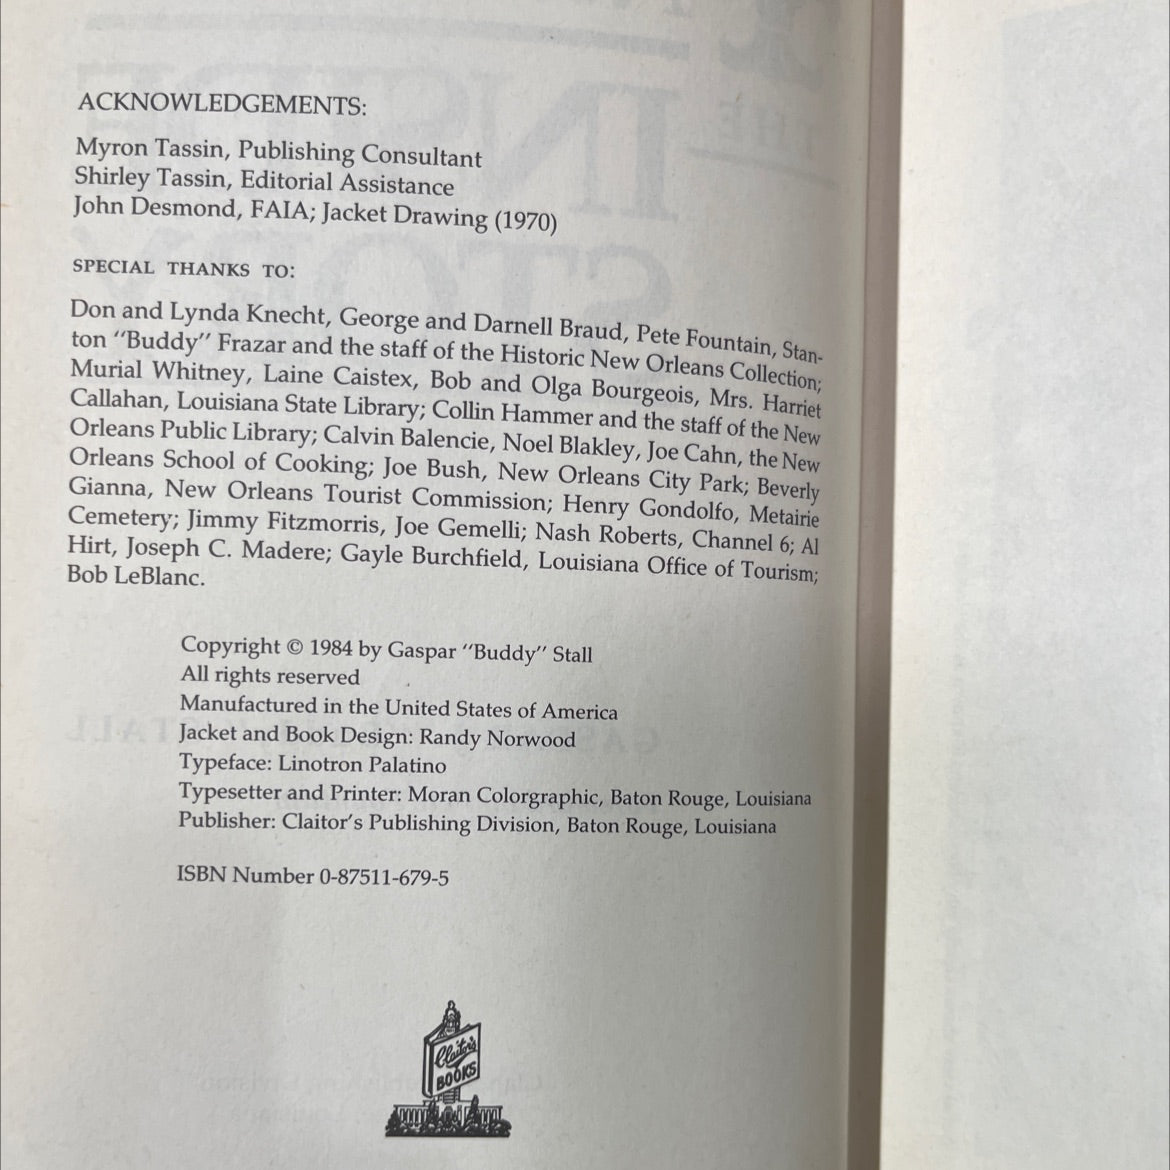 ACKNOWLEDGEMENTS:
Myron Tassin, Publishing Consultant
Shirley Tassin, Editorial Assistance
John Desmond, FAIA; Jacket Drawing (1970)
SPECIAL THANKS TO:
Don and Lynda Knecht, George and Darnell Braud, Pete Fountain, Stan-
ton "Buddy" Frazar and the staff of the Historic New Orleans Collection;
Murial Whitney, Laine Caistex, Bob and Olga Bourgeois, Mrs. Harriet
Callahan, Louisiana State Library; Collin Hammer and the staff of the New
Orleans Public Library; Calvin Balencie, Noel Blakley, Joe Cahn, the New
Orleans School of Cooking; Joe Bush, New Orleans City Park; Beverly
Gianna, New Orleans Tourist Commission; Henry Gondolfo, Metairie
Cemetery; Jimmy Fitzmorris, Joe Gemelli; Nash Roberts, Channel 6; Al
Hirt, Joseph C. Madere; Gayle Burchfield, Louisiana Office of Tourism;
Bob LeBlanc.
Copyright © 1984 by Gaspar "Buddy" Stall
All rights reserved
Manufactured in the United States of America
Jacket and Book Design: Randy Norwood
Typeface: Linotron Palatino
Typesetter and Printer: Moran Colorgraphic, Baton Rouge, Louisiana
Publisher: Claitor's Publishing Division, Baton Rouge, Louisiana
ISBN Number 0-87511-679-5
Claitor's
BOOKS